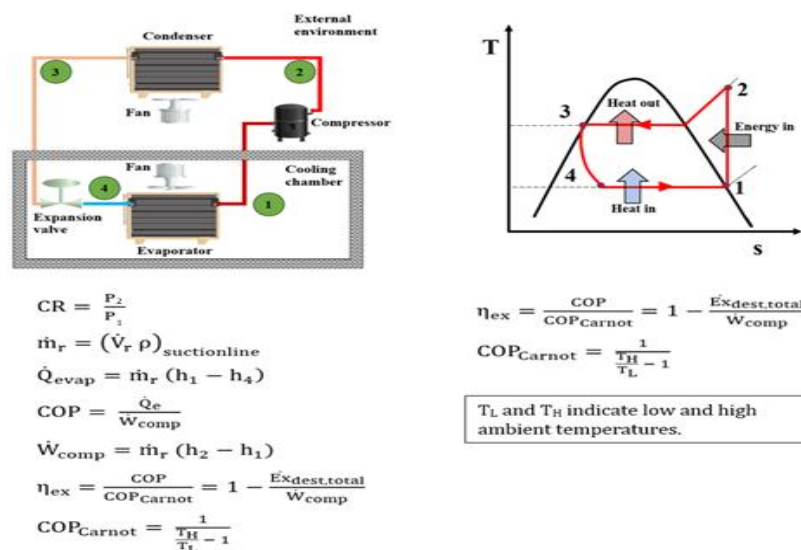 External
environment
Condenser
3
2
Fan
Compressor
Fan
Cooling
chamber
4
1
Expansion
valve
Evaporator
T
2
3
Heat out
Energy in
4
1
Heat in
s
CR = P₂/P₁
ṁᵣ = (V̇ᵣ ρ)suctionline
Q̇evap = ṁᵣ (h₁ − h₄)
COP = Q̇e/Ẇcomp
Ẇcomp = ṁᵣ (h₂ − h₁)
ηex = COP/COPCarnot = 1 −Ėxdest,total/Ẇcomp
COPCarnot = 1/(TH/TL − 1)
ηex = COP/COPCarnot = 1 −Ėxdest,total/Ẇcomp
COPCarnot = 1/(TH/TL − 1)
TL and TH indicate low and high
ambient temperatures.